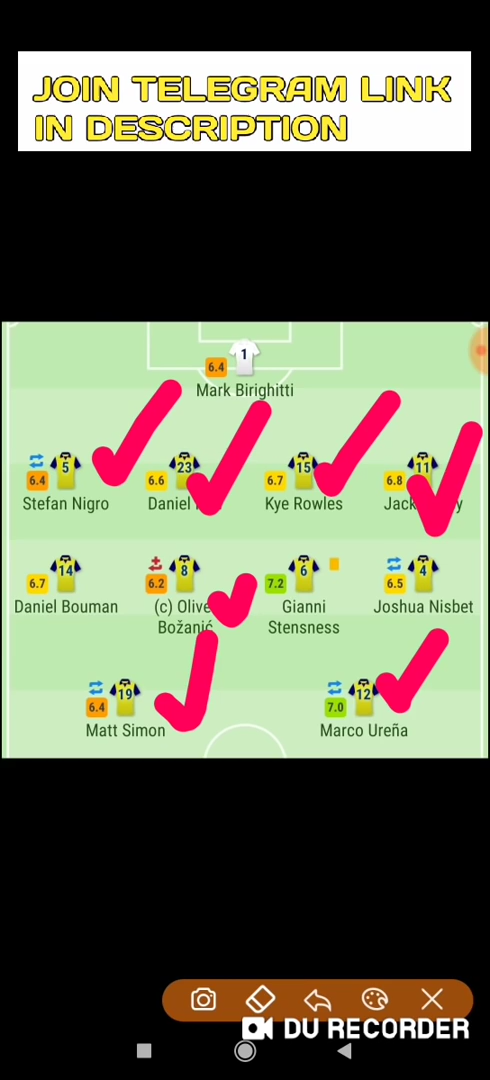 JOIN TELEGRAM LINK
IN DESCRIPTION
1
6.4
Mark Birighitti
5
23
15
11
6.4
6.6
6.7
6.8
Stefan Nigro
Daniel
Kye Rowles
14
8
6
4
6.7
6.2
7.2
6.5
Daniel Bouman
(c) Olive
Gianni
Joshua Nisbet
Božanić
Stensness
19
12
6.4
7.0
Matt Simon
Marco Ureña
DU RECORDER